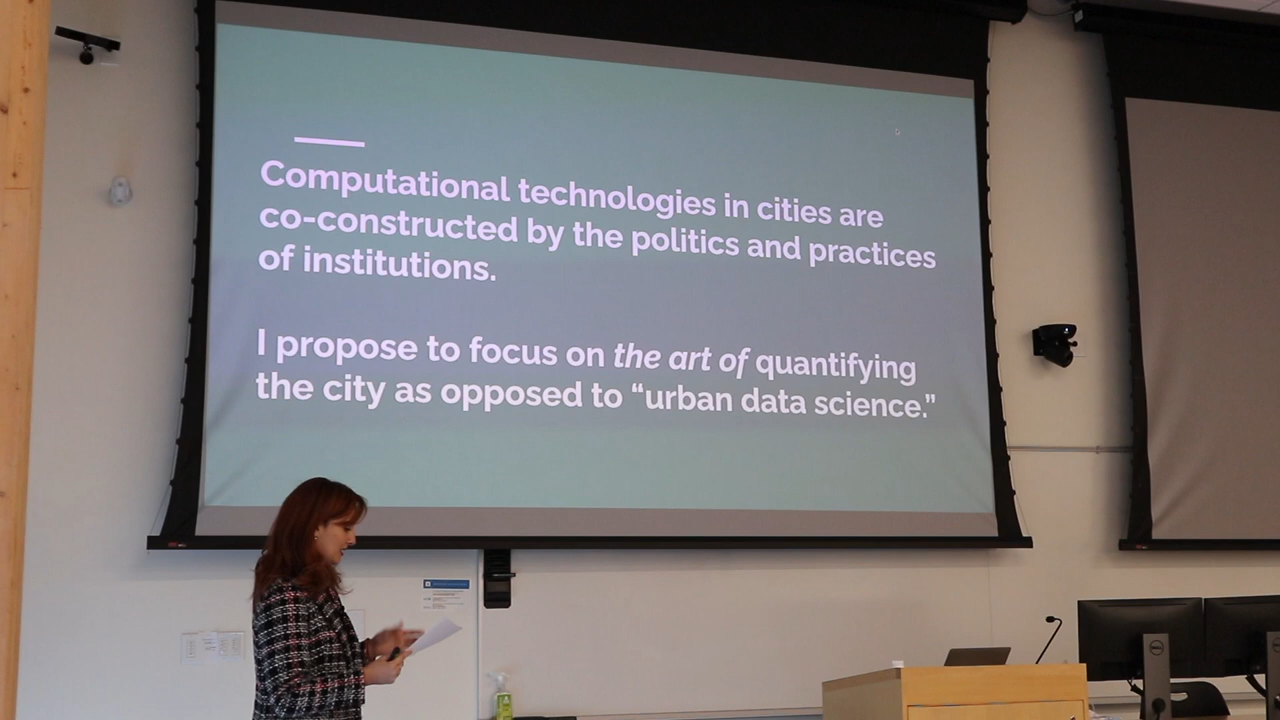 Computational technologies in cities are
co-constructed by the politics and practices
of institutions.
I propose to focus on the art of quantifying
the city as opposed to “urban data science.”
DELL